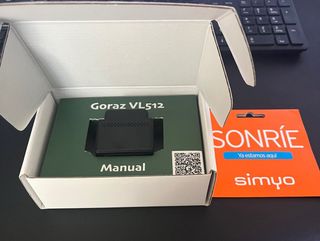 Goraz VL512
Manual
SONRÍE
Ya estamos aquí
simyo